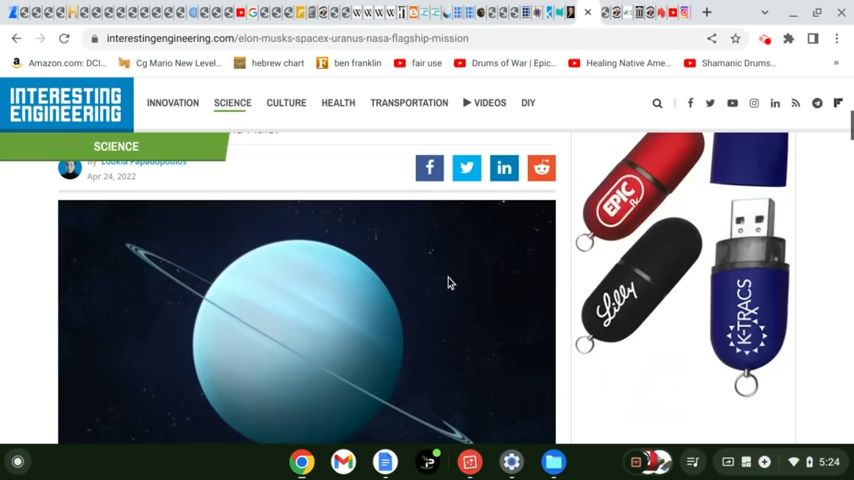 interestingengineering.com/elon-musks-spacex-uranus-nasa-flagship-mission
Amazon.com: DCI...
Cg Mario New Level...
hebrew chart
ben franklin
fair use
Drums of War | Epic...
Healing Native Ame...
Shamanic Drums...
»
INTERESTING
ENGINEERING
INNOVATION
SCIENCE
CULTURE
HEALTH
TRANSPORTATION
VIDEOS
DIY
SCIENCE
by Loukia Papadopoulos
Apr 24, 2022
EPIC
Rx
Lilly
K-TRACS
5:24